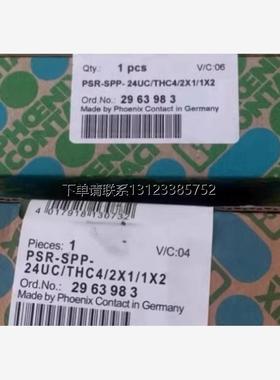 Qty.: 1 pcs V/C:06
PSR-SPP- 24UC/THC4/2X1/1X2
Ord.No.: 29 63 98 3
Made by Phoenix Contact in Germany
PHOENIX
CONTACT
下单请联系13123385752
4017918130732
Pieces: 1 V/C:04
PSR-SPP-
24UC/THC4/2X1/1X2
Ord.No.: 29 63 98 3
Made by Phoenix Contact in Germany